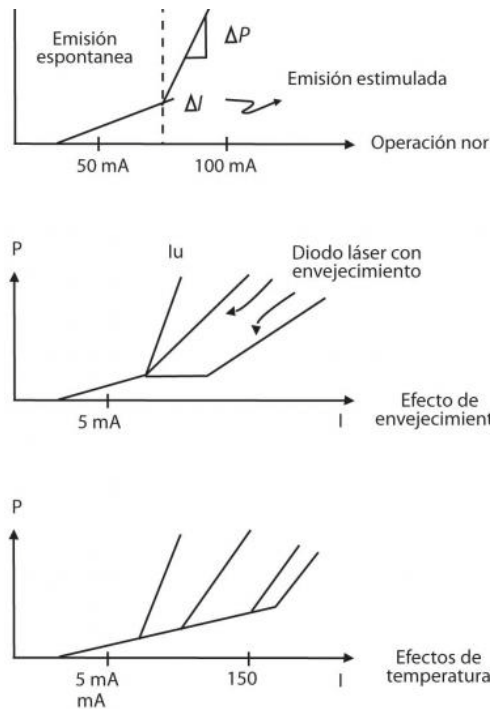 Emisión
espontanea
ΔP
Emisión estimulada
ΔI
Operación nor
50 mA
100 mA
P
Iu
Diodo láser con
envejecimiento
5 mA
I
Efecto de
envejecimient
P
5 mA
mA
150
I
Efectos de
temperatura